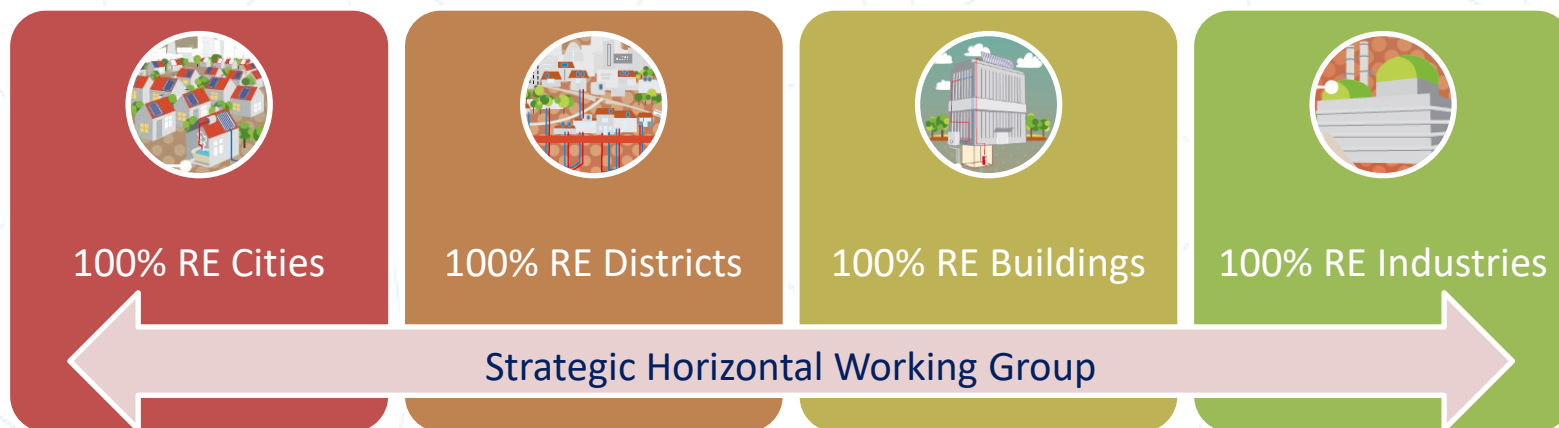 100% RE Cities
100% RE Districts
100% RE Buildings
100% RE Industries
Strategic Horizontal Working Group